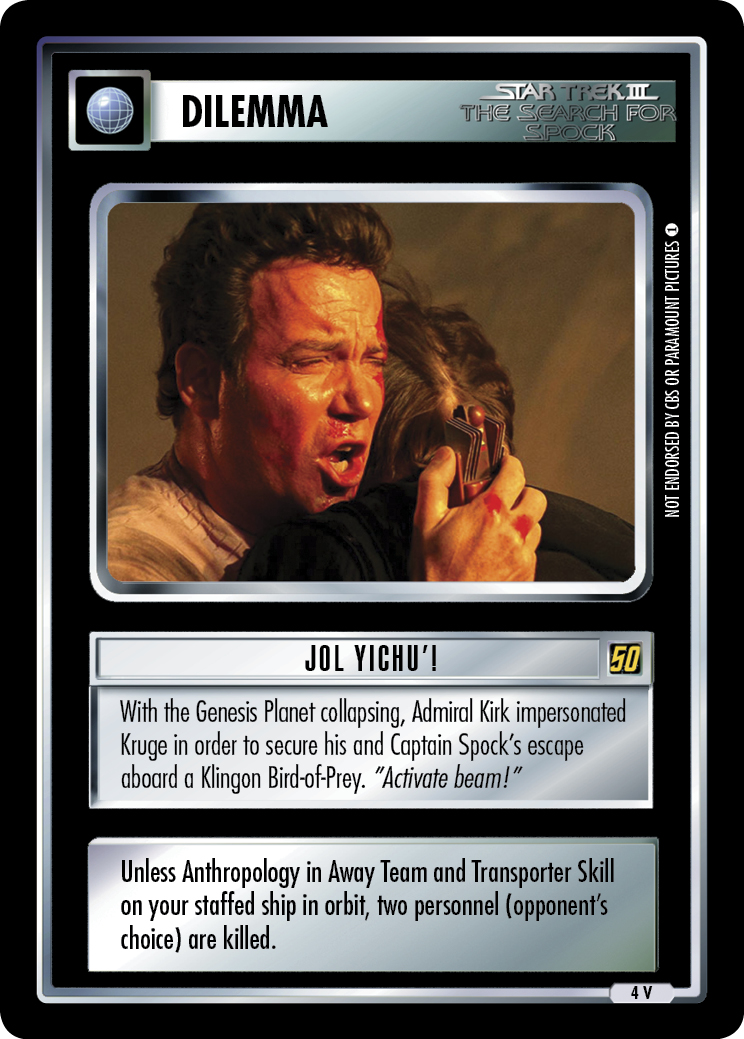 DILEMMA
STAR TREK III
THE SEARCH FOR
SPOCK
NOT ENDORSED BY CBS OR PARAMOUNT PICTURES 1
JOL YICHU'!
50
With the Genesis Planet collapsing, Admiral Kirk impersonated
Kruge in order to secure his and Captain Spock's escape
aboard a Klingon Bird-of-Prey. "Activate beam!"
Unless Anthropology in Away Team and Transporter Skill
on your staffed ship in orbit, two personnel (opponent's
choice) are killed.
4 V